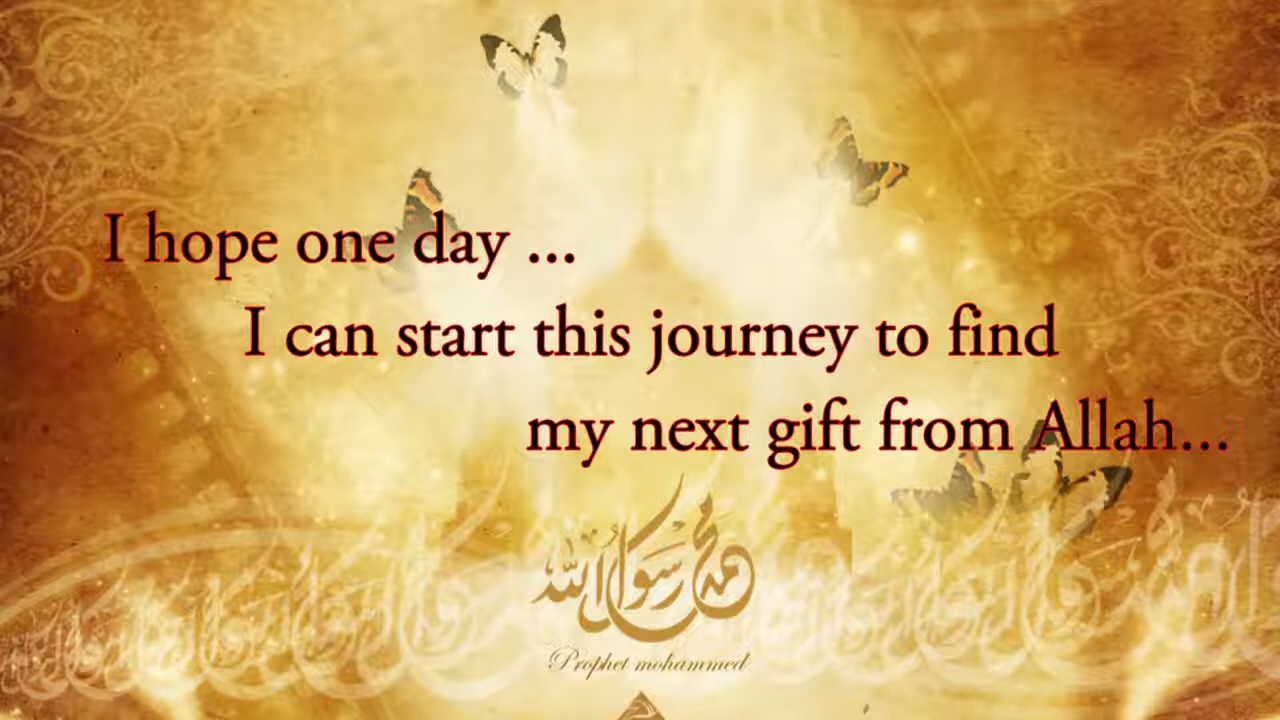 I hope one day ...
I can start this journey to find
my next gift from Allah...
محمد رسول الله
Prophet mohammed